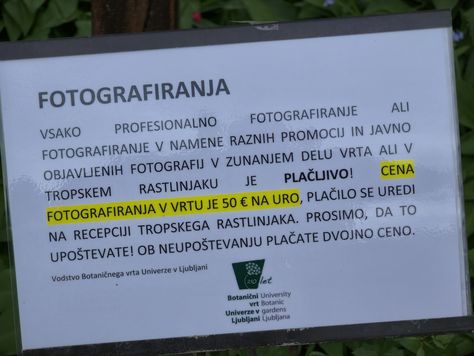 FOTOGRAFIRANJA
VSAKO PROFESIONALNO FOTOGRAFIRANJE ALI
FOTOGRAFIRANJE V NAMENE RAZNIH PROMOCIJ IN JAVNO
OBJAVLJENIH FOTOGRAFIJ V ZUNANJEM DELU VRTA ALI V
TROPSKEM RASTLINJAKU JE PLAČLJIVO! CENA
FOTOGRAFIRANJA V VRTU JE 50 € NA URO, PLAČILO SE UREDI
NA RECEPCIJI TROPSKEGA RASTLINJAKA. PROSIMO, DA TO
UPOŠTEVATE! OB NEUPOŠTEVANJU PLAČATE DVOJNO CENO.
Vodstvo Botaničnega vrta Univerze v Ljubljani
210 let
Botanični University
vrt Botanic
Univerze v gardens
Ljubljani Ljubljana